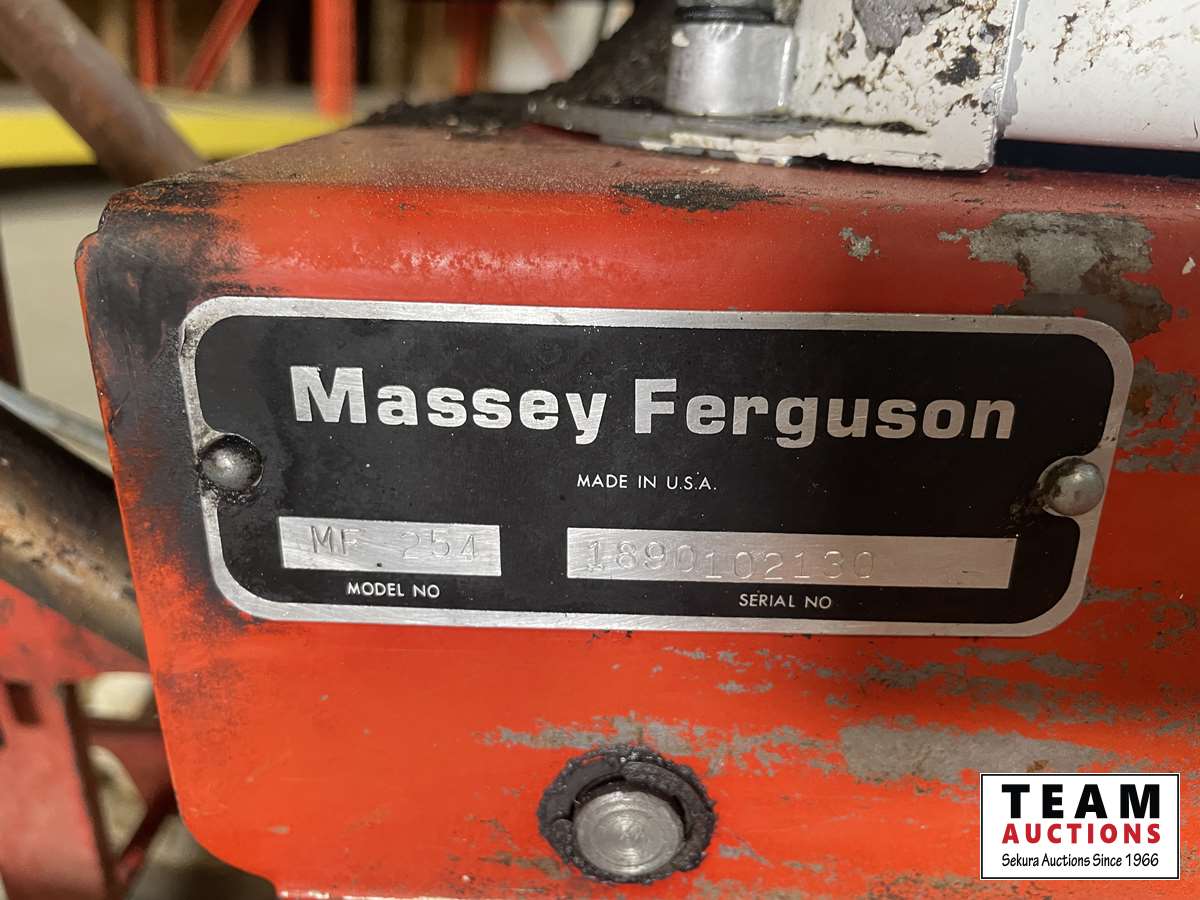 Massey Ferguson
MADE IN U.S.A.
MF 254 1890102130
MODEL NO SERIAL NO
TEAM
AUCTIONS
Sekura Auctions Since 1966